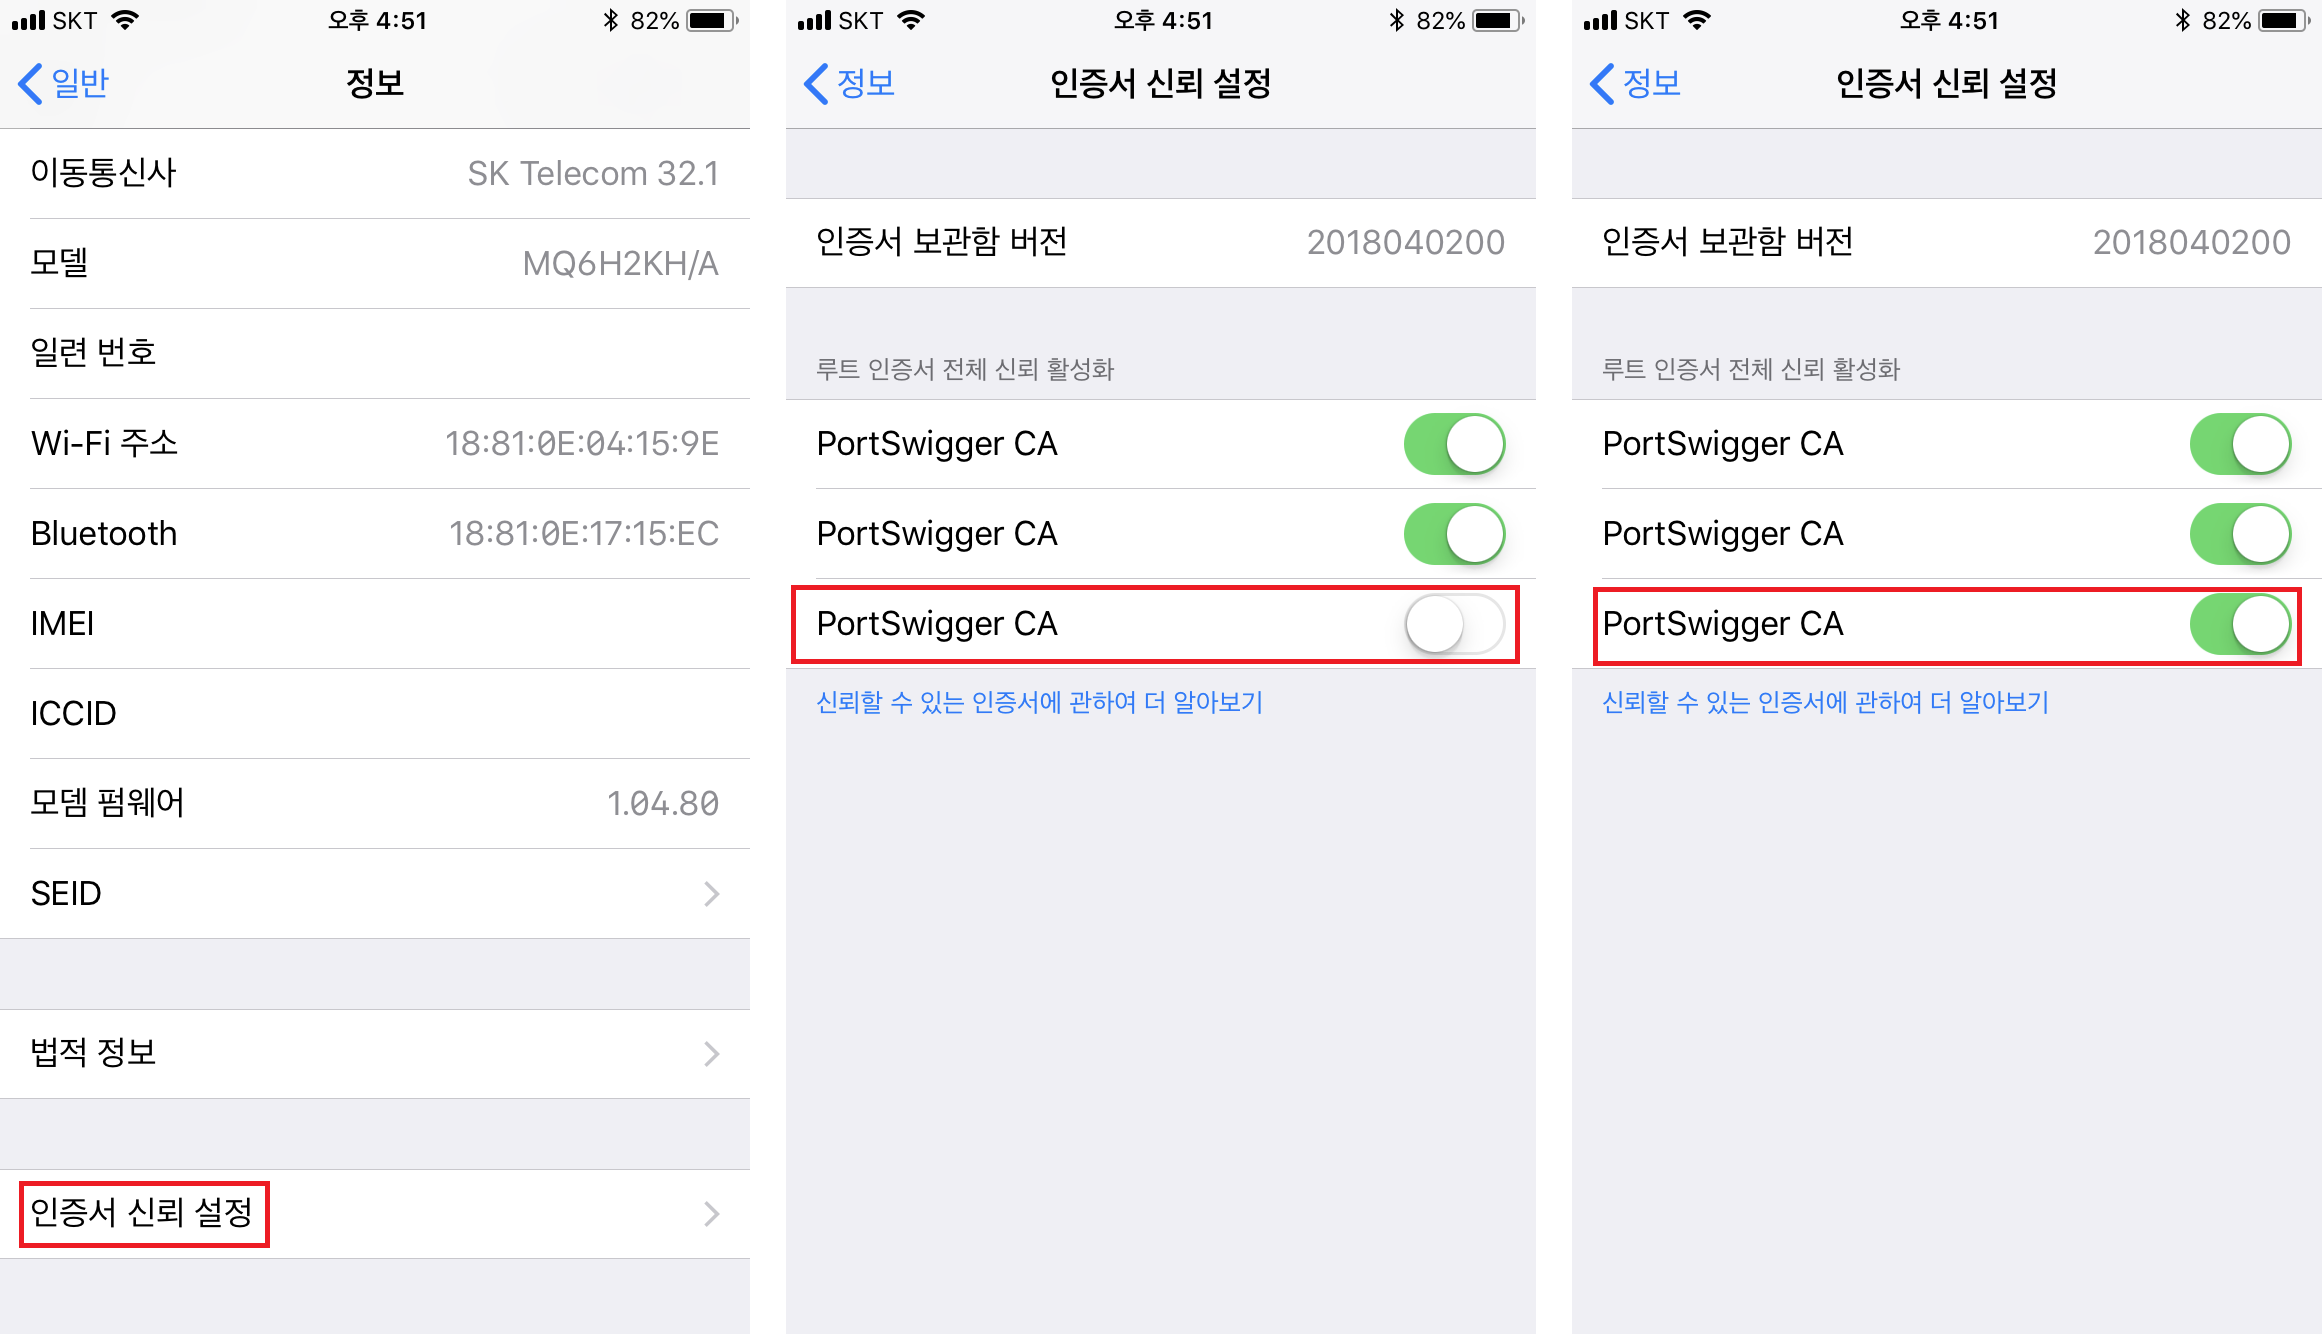 SKT 오후 4:51 82%
일반 정보
이동통신사 SK Telecom 32.1
모델 MQ6H2KH/A
일련 번호
Wi-Fi 주소 18:81:0E:04:15:9E
Bluetooth 18:81:0E:17:15:EC
IMEI
ICCID
모뎀 펌웨어 1.04.80
SEID
법적 정보
인증서 신뢰 설정
SKT 오후 4:51 82%
정보 인증서 신뢰 설정
인증서 보관함 버전 2018040200
루트 인증서 전체 신뢰 활성화
PortSwigger CA
PortSwigger CA
PortSwigger CA
신뢰할 수 있는 인증서에 관하여 더 알아보기
SKT 오후 4:51 82%
정보 인증서 신뢰 설정
인증서 보관함 버전 2018040200
루트 인증서 전체 신뢰 활성화
PortSwigger CA
PortSwigger CA
PortSwigger CA
신뢰할 수 있는 인증서에 관하여 더 알아보기